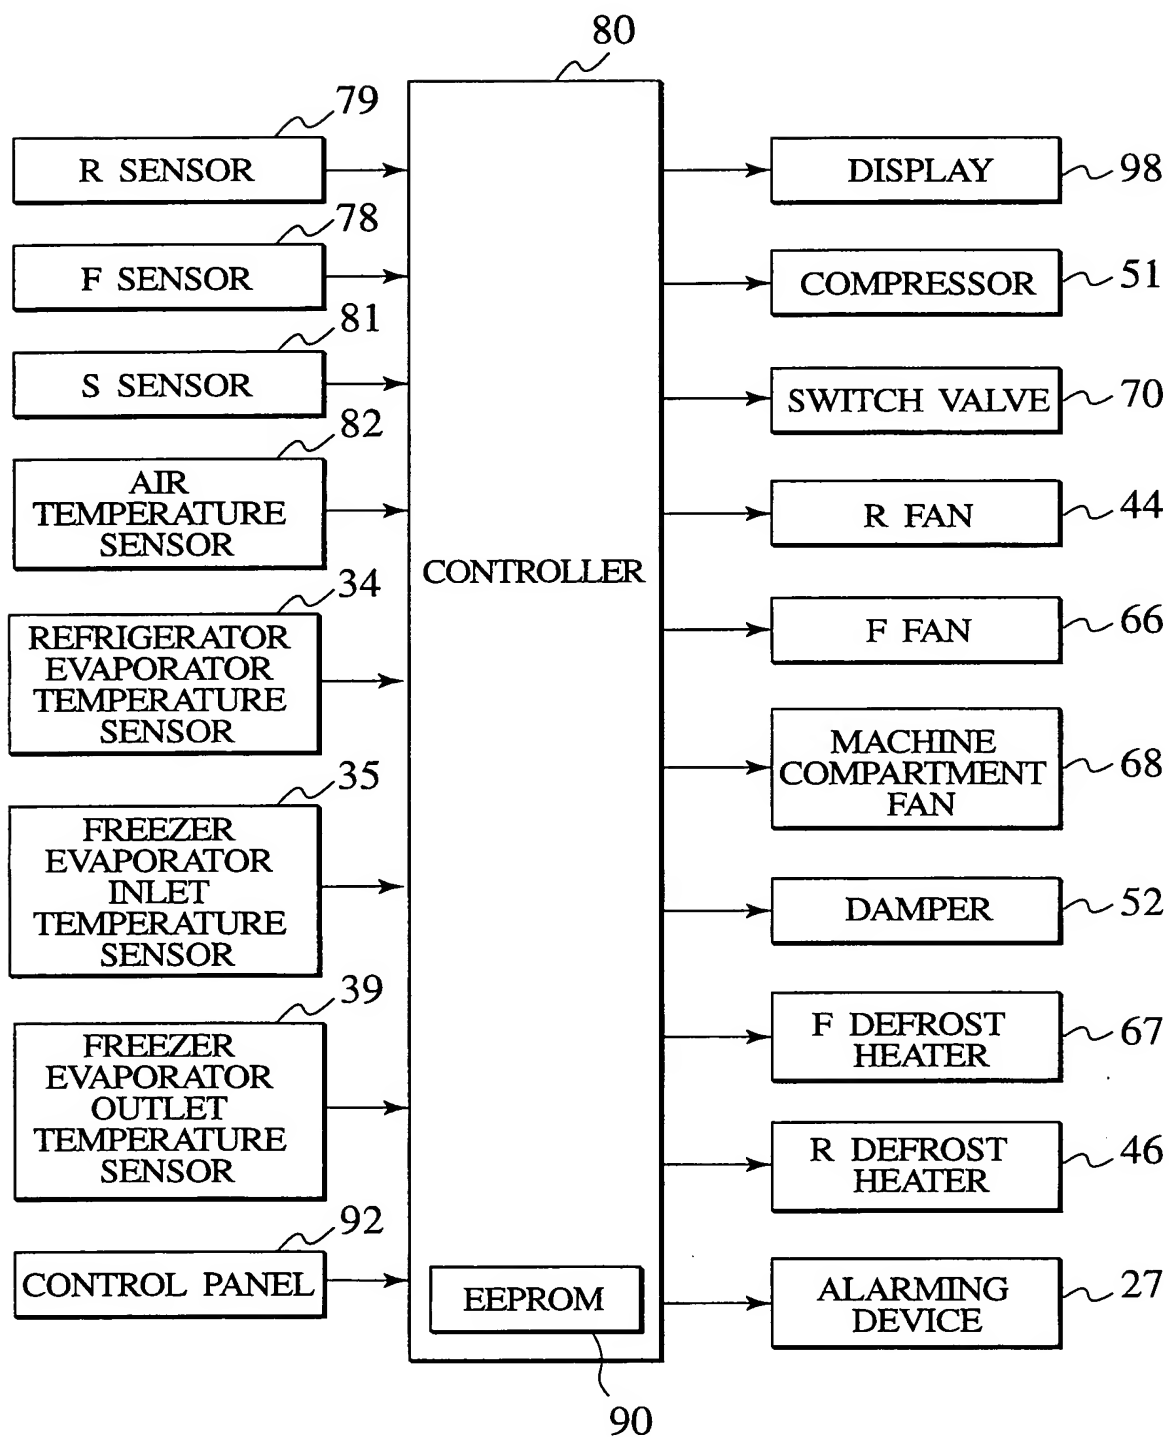 80
79
R SENSOR
78
F SENSOR
81
S SENSOR
82
AIR
TEMPERATURE
SENSOR
34
REFRIGERATOR
EVAPORATOR
TEMPERATURE
SENSOR
35
FREEZER
EVAPORATOR
INLET
TEMPERATURE
SENSOR
39
FREEZER
EVAPORATOR
OUTLET
TEMPERATURE
SENSOR
92
CONTROL PANEL
CONTROLLER
EEPROM
90
DISPLAY
98
COMPRESSOR
51
SWITCH VALVE
70
R FAN
44
F FAN
66
MACHINE
COMPARTMENT
FAN
68
DAMPER
52
F DEFROST
HEATER
67
R DEFROST
HEATER
46
ALARMING
DEVICE
27